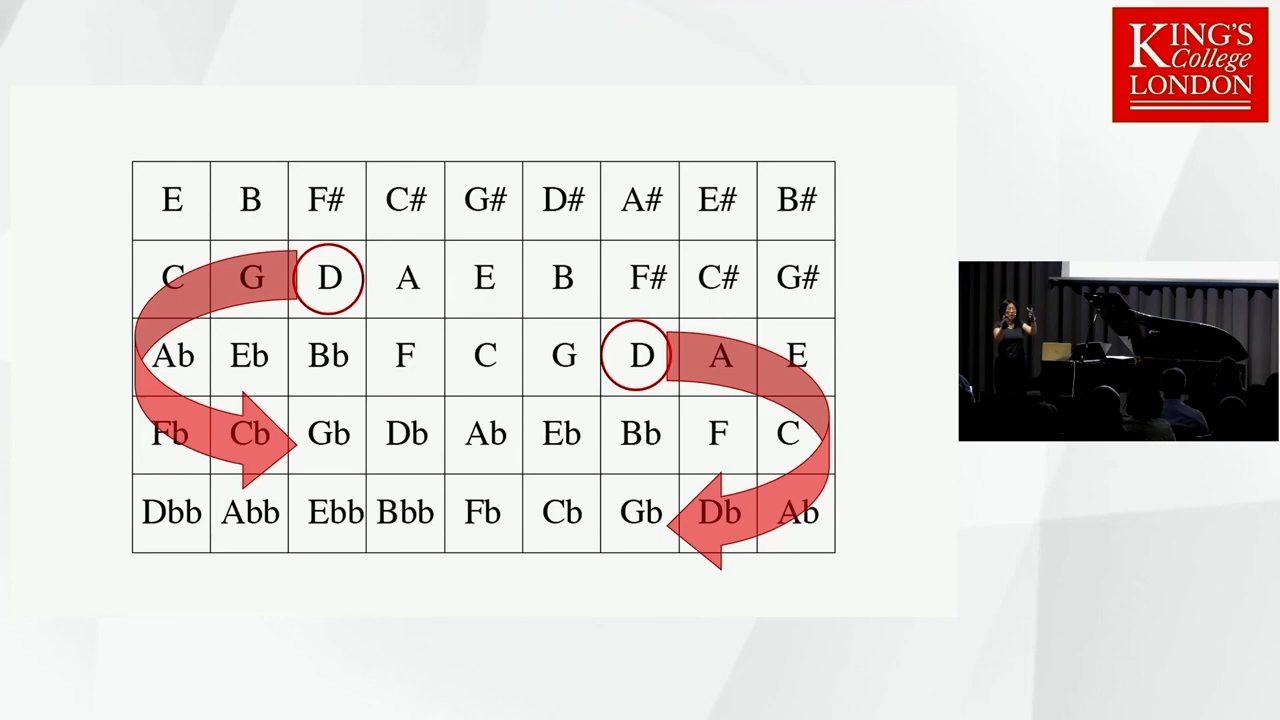 KING'S
College
LONDON
E B F# C# G# D# A# E# B#
C G D A E B F# C# G#
Ab Eb Bb F C G D A E
Fb Cb Gb Db Ab Eb Bb F C
Dbb Abb Ebb Bbb Fb Cb Gb Db Ab